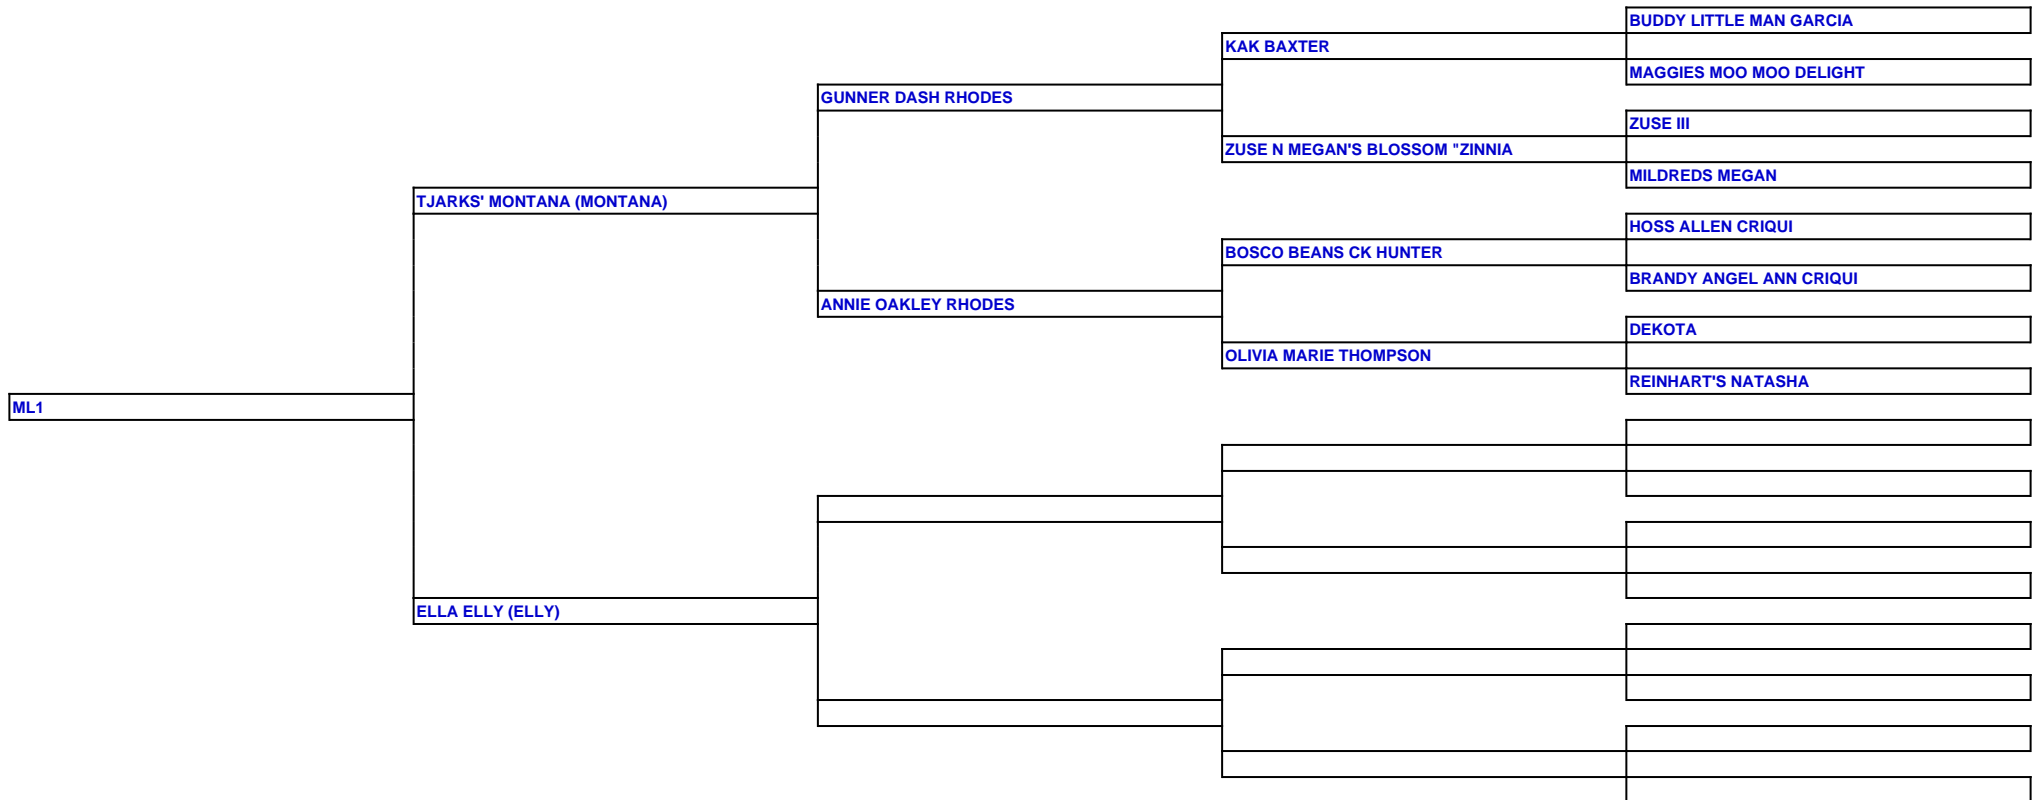 BUDDY LITTLE MAN GARCIA
KAK BAXTER
MAGGIES MOO MOO DELIGHT
GUNNER DASH RHODES
ZUSE III
ZUSE N MEGAN'S BLOSSOM "ZINNIA
MILDREDS MEGAN
TJARKS' MONTANA (MONTANA)
HOSS ALLEN CRIQUI
BOSCO BEANS CK HUNTER
BRANDY ANGEL ANN CRIQUI
ANNIE OAKLEY RHODES
DEKOTA
OLIVIA MARIE THOMPSON
REINHART'S NATASHA
ML1
ELLA ELLY (ELLY)